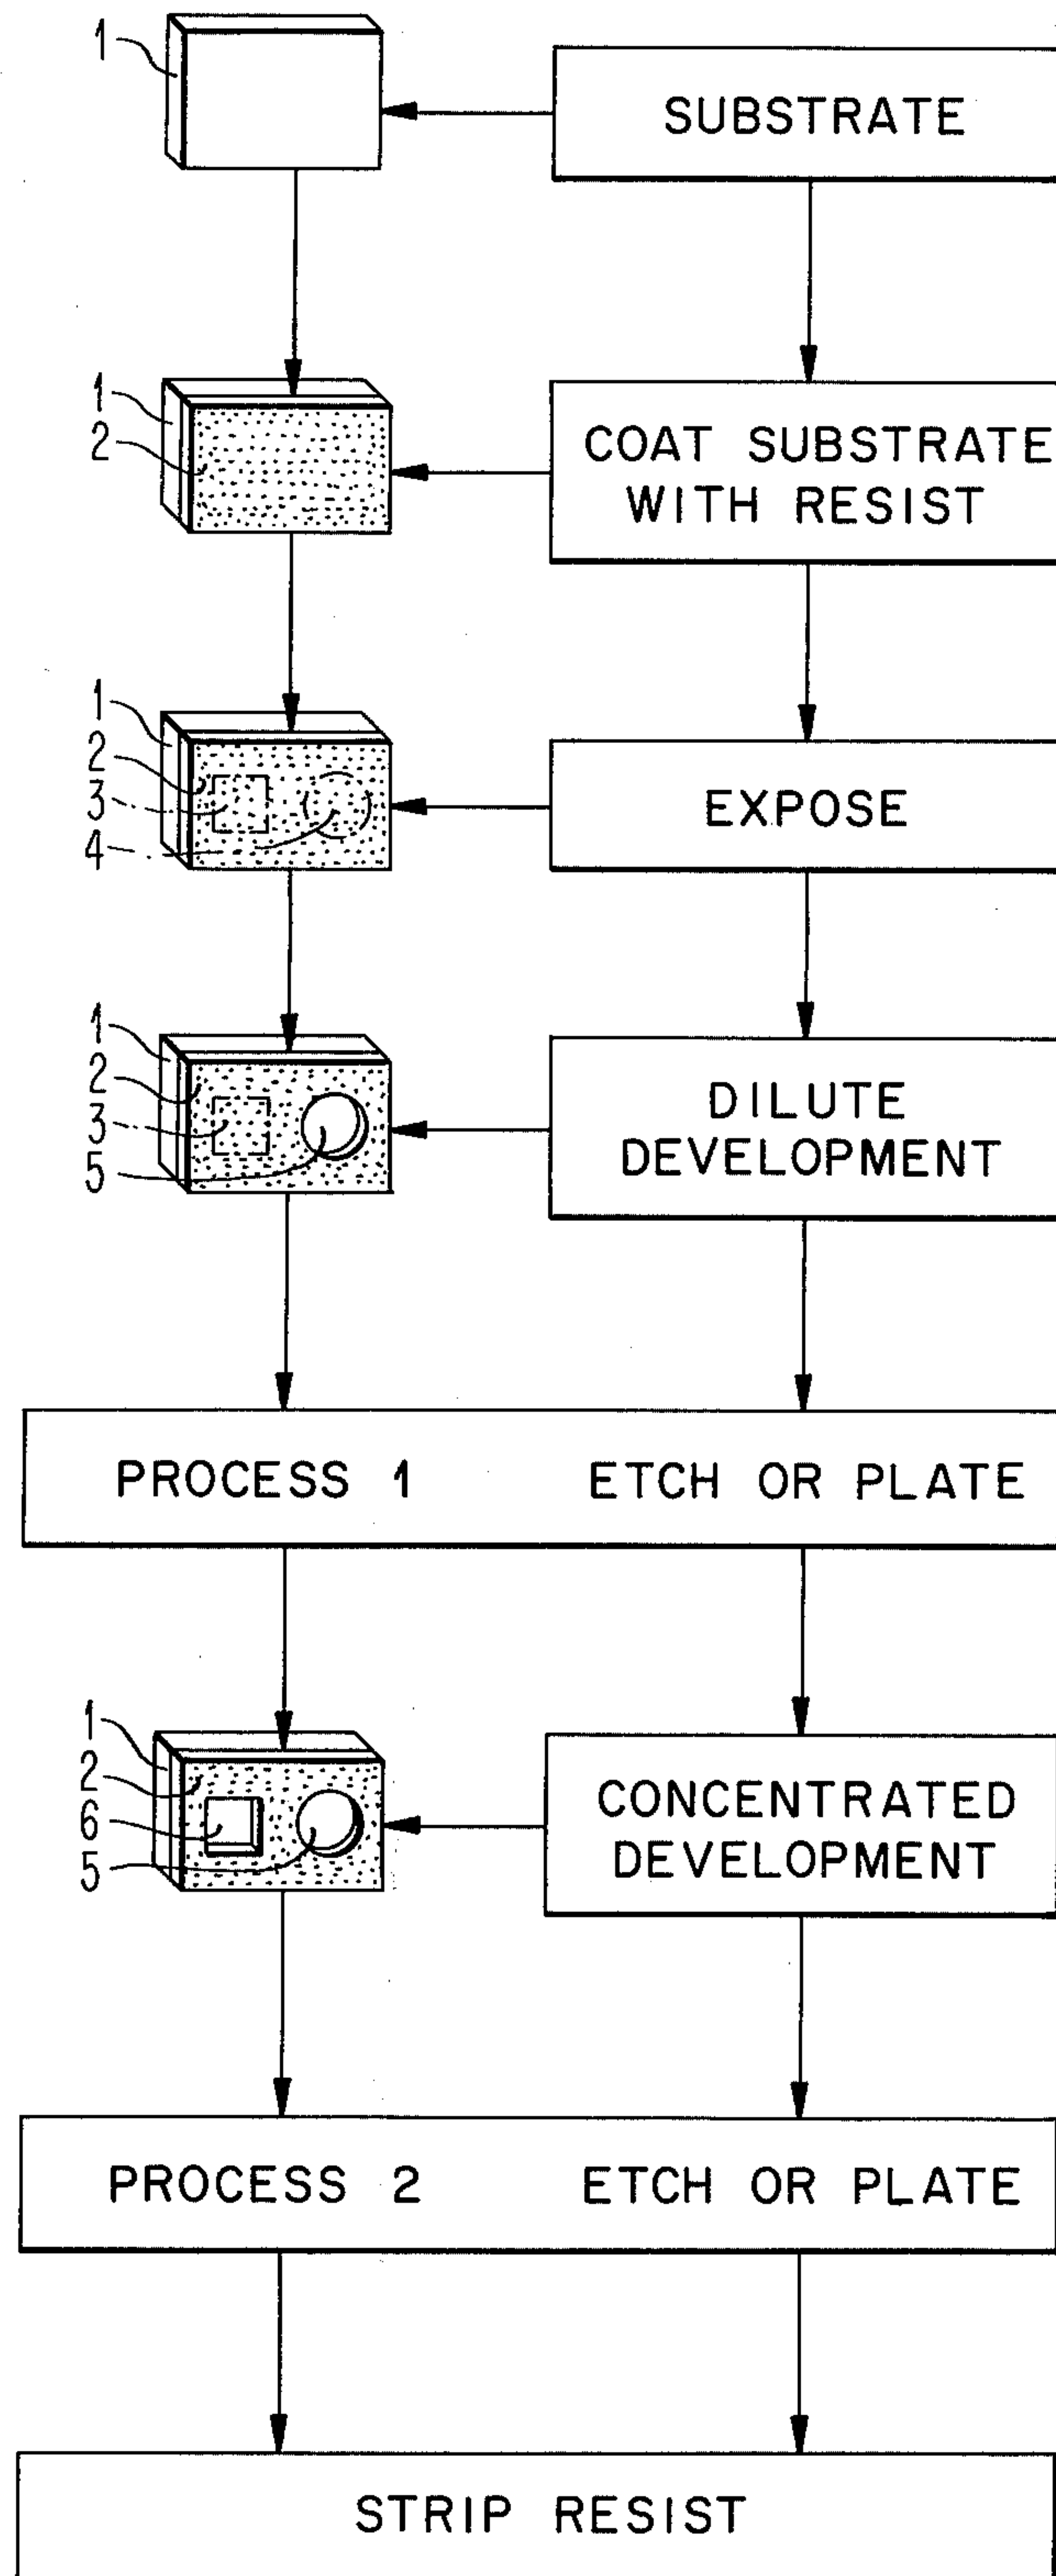 1
SUBSTRATE
1
2
COAT SUBSTRATE
WITH RESIST
1
2
3
4
EXPOSE
1
2
3
5
DILUTE
DEVELOPMENT
PROCESS 1 ETCH OR PLATE
1
2
6
5
CONCENTRATED
DEVELOPMENT
PROCESS 2 ETCH OR PLATE
STRIP RESIST